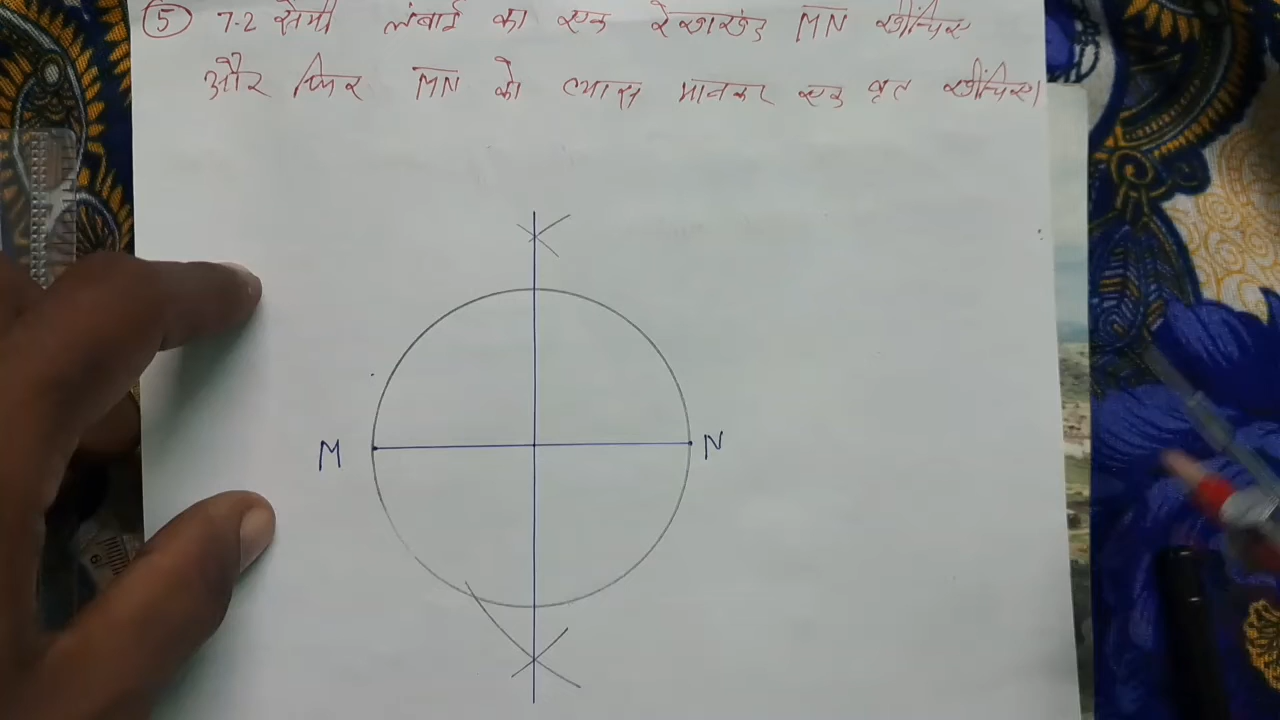 ⑤ 7.2 सेमी लंबाई का एक रेखाखंड MN खींचिए
और फिर MN को व्यास मानकर एक वृत खींचिए।
M N